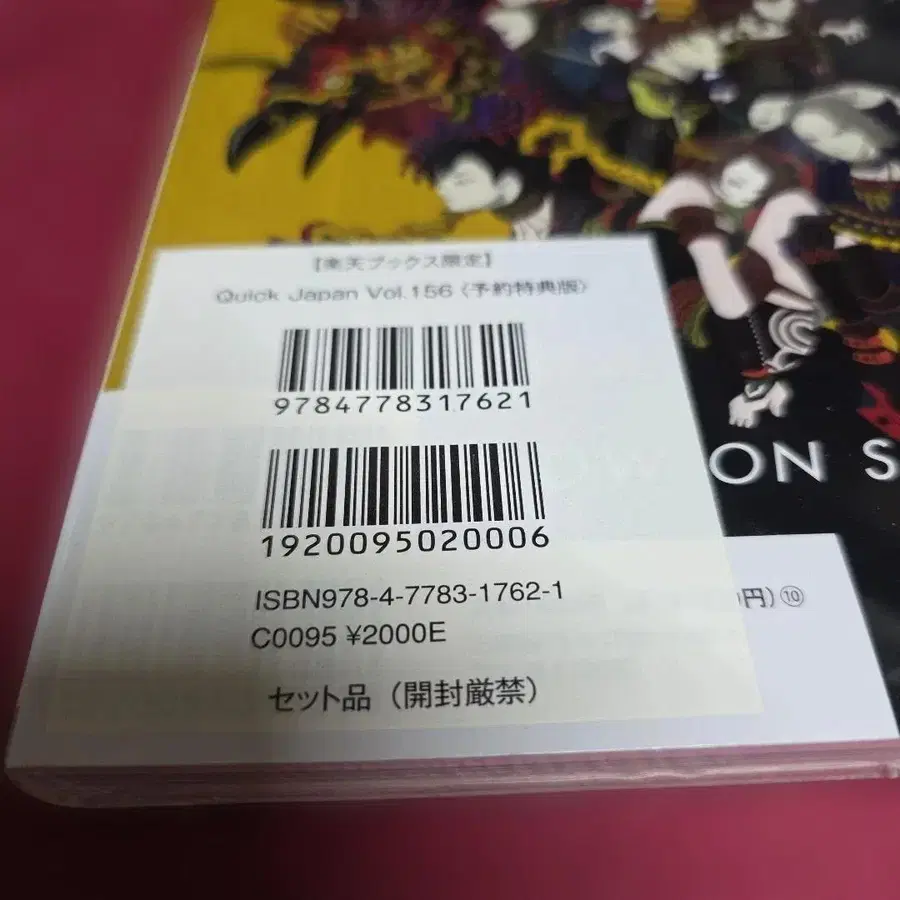 【楽天ブックス限定】
Quick Japan Vol.156〈予約特典版〉
9784778317621
1920095020006
ISBN978-4-7783-1762-1
C0095 ¥2000E
セット品（開封厳禁）
ON S
円）⑩